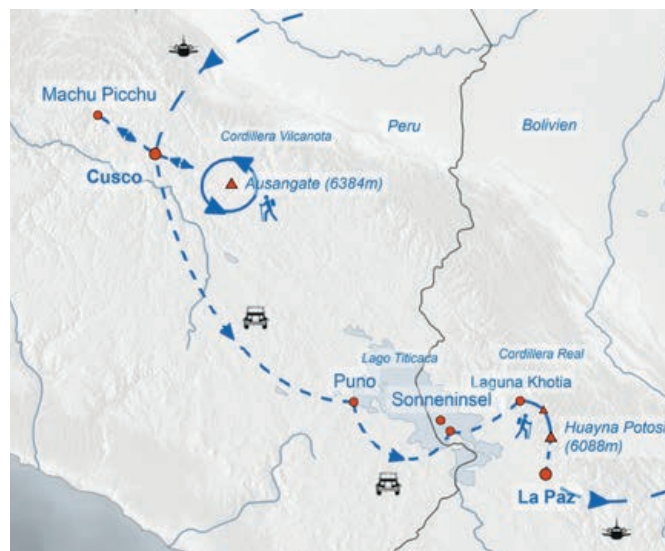 Machu Picchu
Cordillera Vilcanota
Peru
Bolivien
Cusco
Ausangate (6384m)
Lago Titicaca
Cordillera Real
Puno
Sonneninsel
Laguna Khotia
Huayna Potosi
(6088m)
La Paz